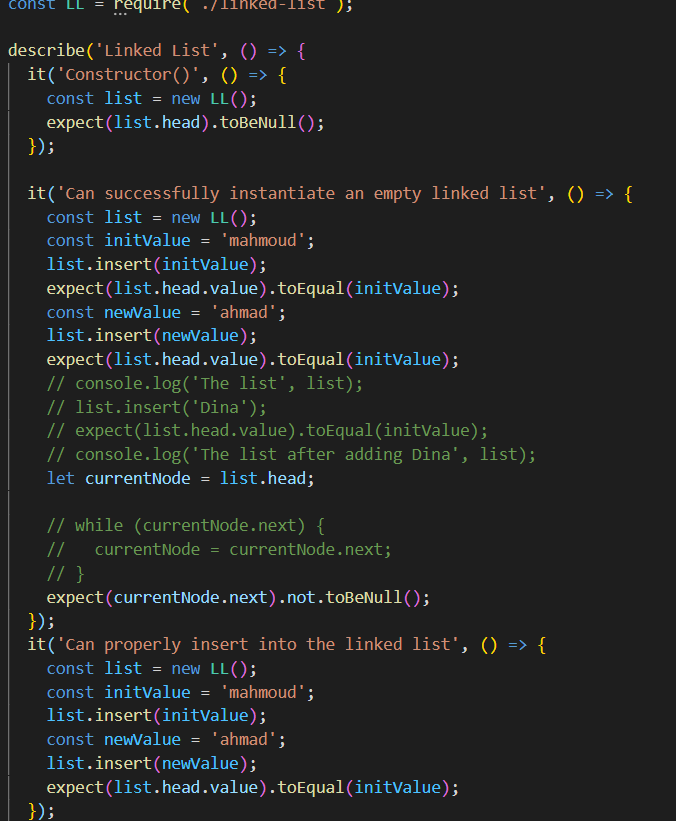 const LL = require('./linked-list');
describe('Linked List', () => {
  it('Constructor()', () => {
    const list = new LL();
    expect(list.head).toBeNull();
  });

  it('Can successfully instantiate an empty linked list', () => {
    const list = new LL();
    const initValue = 'mahmoud';
    list.insert(initValue);
    expect(list.head.value).toEqual(initValue);
    const newValue = 'ahmad';
    list.insert(newValue);
    expect(list.head.value).toEqual(initValue);
    // console.log('The list', list);
    // list.insert('Dina');
    // expect(list.head.value).toEqual(initValue);
    // console.log('The list after adding Dina', list);
    let currentNode = list.head;

    // while (currentNode.next) {
    //   currentNode = currentNode.next;
    // }
    expect(currentNode.next).not.toBeNull();
  });
  it('Can properly insert into the linked list', () => {
    const list = new LL();
    const initValue = 'mahmoud';
    list.insert(initValue);
    const newValue = 'ahmad';
    list.insert(newValue);
    expect(list.head.value).toEqual(initValue);
  });